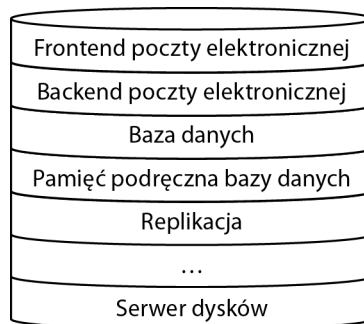 Frontend poczty elektronicznej
Backend poczty elektronicznej
Baza danych
Pamięć podręczna bazy danych
Replikacja
...
Serwer dysków